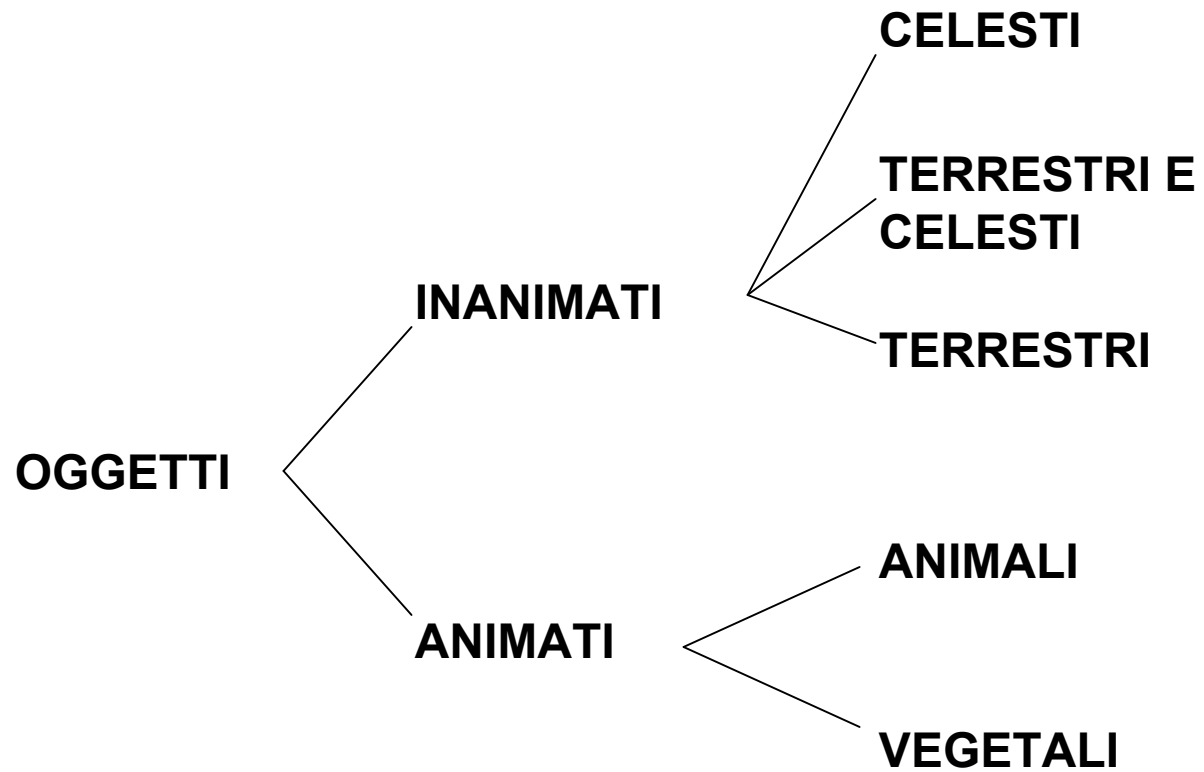 CELESTI
TERRESTRI E
CELESTI
INANIMATI
TERRESTRI
OGGETTI
ANIMALI
ANIMATI
VEGETALI